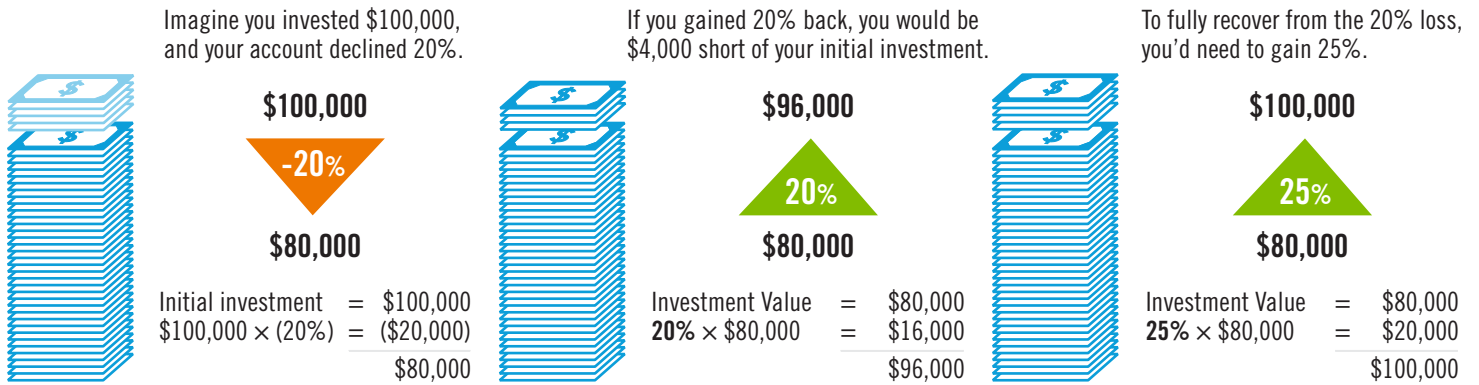 Imagine you invested $100,000,
and your account declined 20%.
$100,000
-20%
$80,000
Initial investment = $100,000
$100,000 × (20%) = ($20,000)
$80,000
If you gained 20% back, you would be
$4,000 short of your initial investment.
$96,000
20%
$80,000
Investment Value = $80,000
20% × $80,000 = $16,000
$96,000
To fully recover from the 20% loss,
you’d need to gain 25%.
$100,000
25%
$80,000
Investment Value = $80,000
25% × $80,000 = $20,000
$100,000
$
$
$
$
$
$